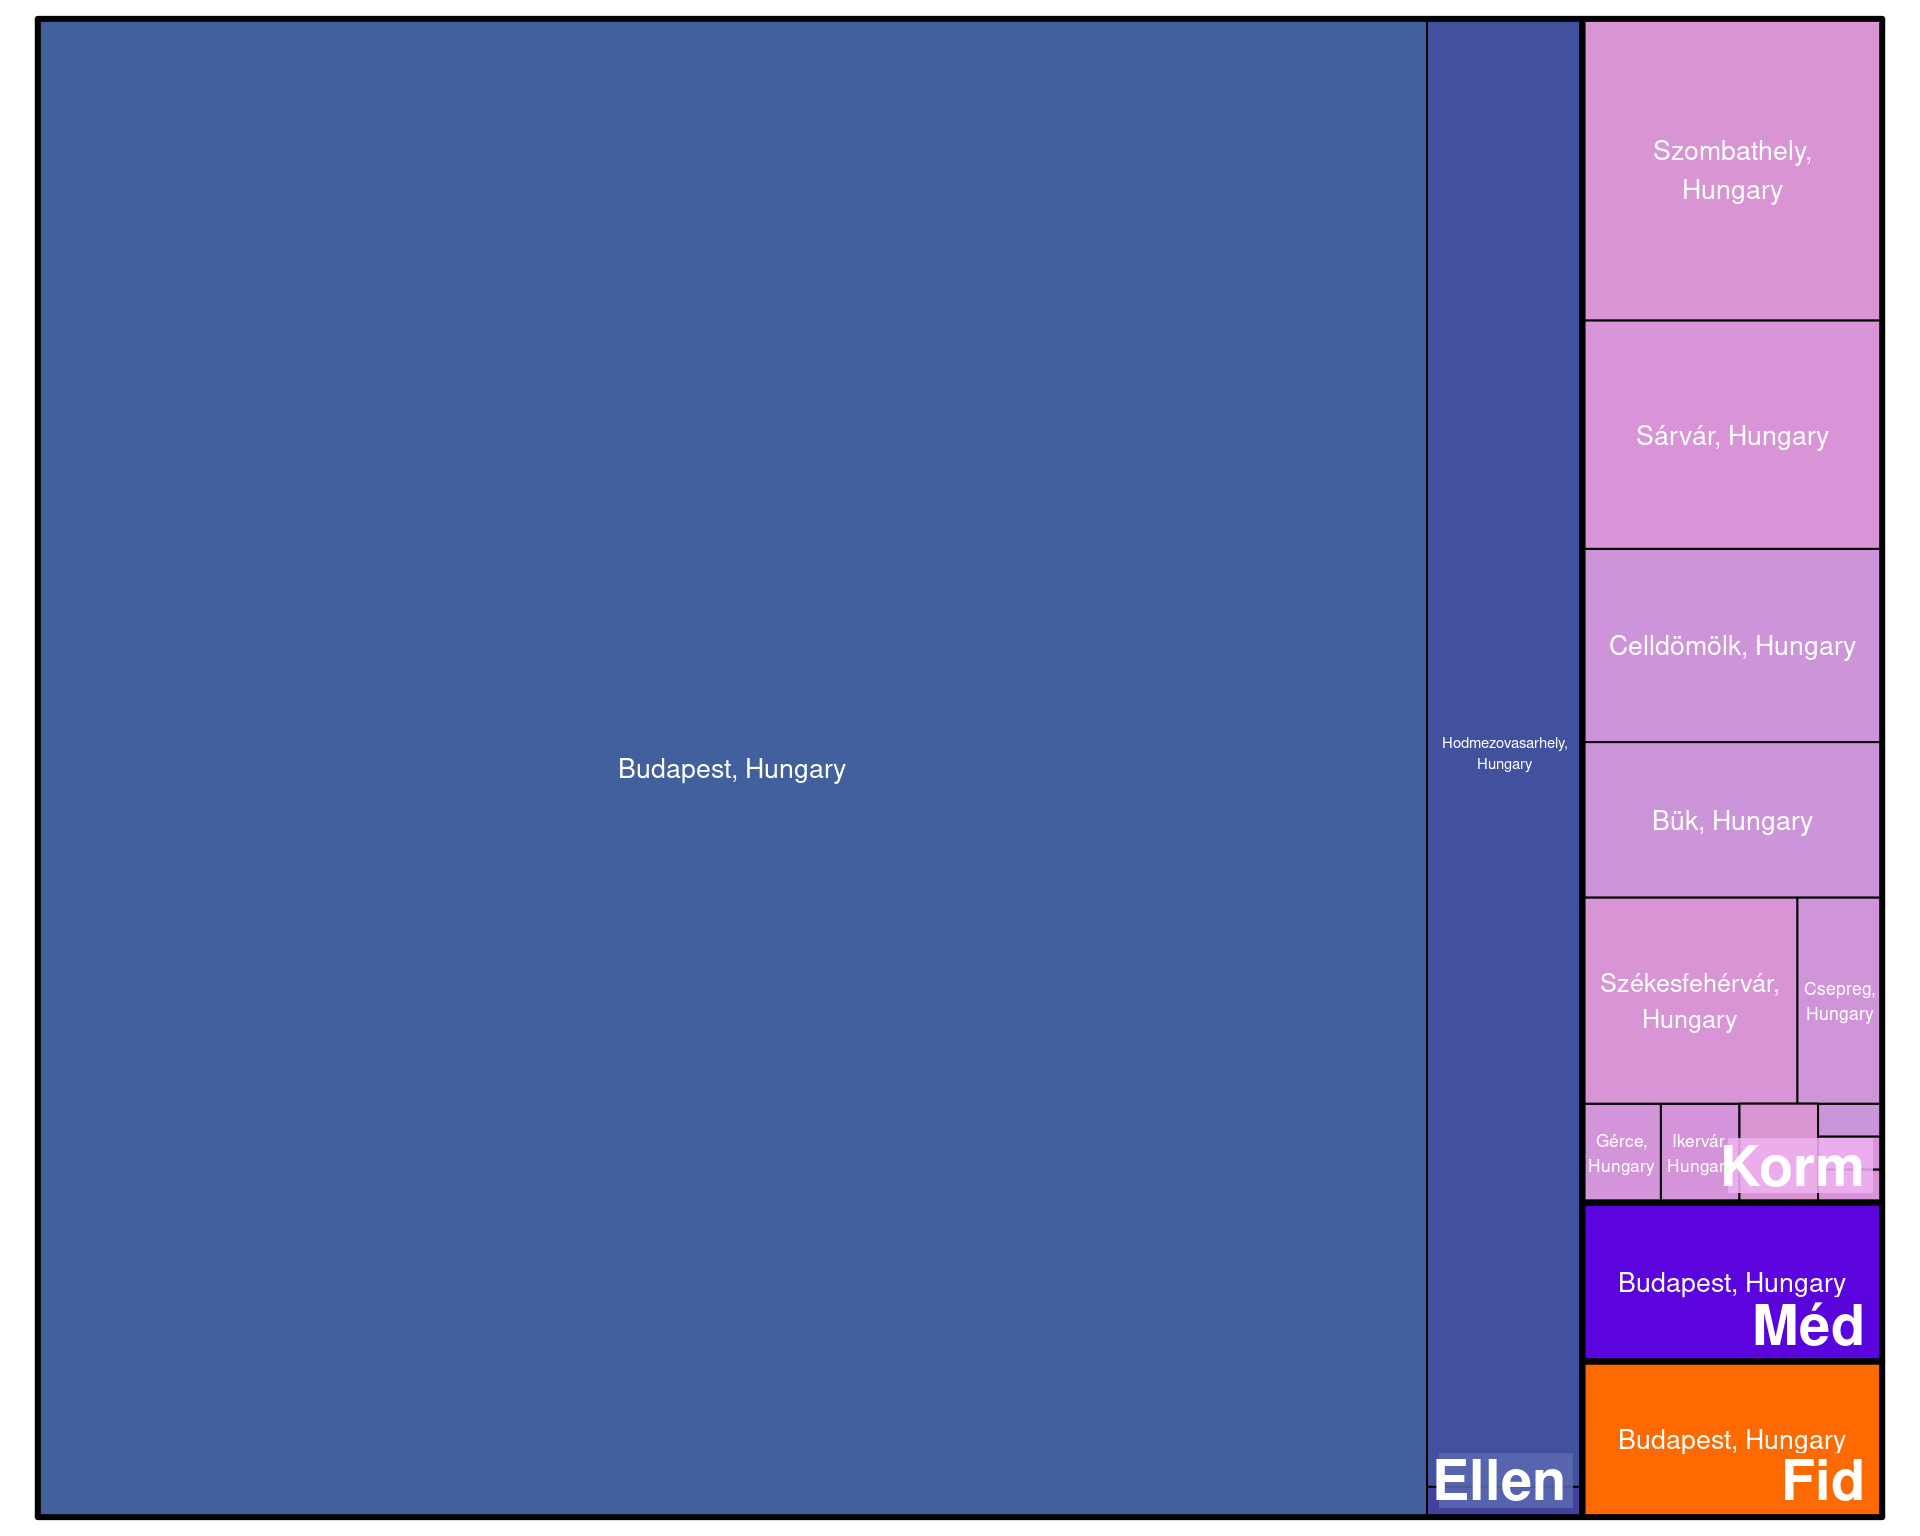 Budapest, Hungary
Hodmezovasarhely,
Hungary
Ellen
Szombathely,
Hungary
Sárvár, Hungary
Celldömölk, Hungary
Bük, Hungary
Székesfehérvár,
Hungary
Csepreg,
Hungary
Gérce,
Hungary
Ikervár,
Hungary
Korm
Budapest, Hungary
Méd
Budapest, Hungary
Fid